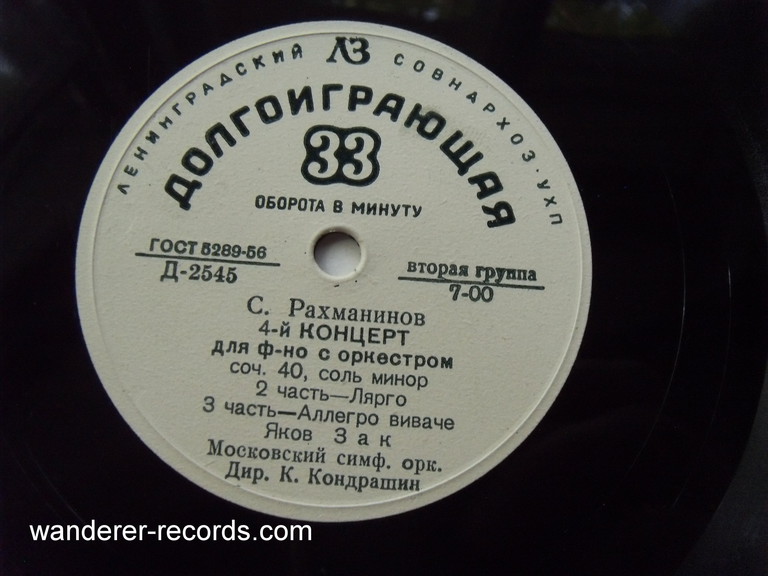 ЛЕНИНГРАДСКИЙ ЛЗ СОВНАРХОЗ·УХП
ДОЛГОИГРАЮЩАЯ
33
ОБОРОТА В МИНУТУ
ГОСТ 5289-56
Д-2545
вторая группа
7-00
С. Рахманинов
4-й КОНЦЕРТ
для ф-но с оркестром
соч. 40, соль минор
2 часть—Лярго
3 часть—Аллегро виваче
Яков Зак
Московский симф. орк.
Дир. К. Кондрашин
wanderer-records.com